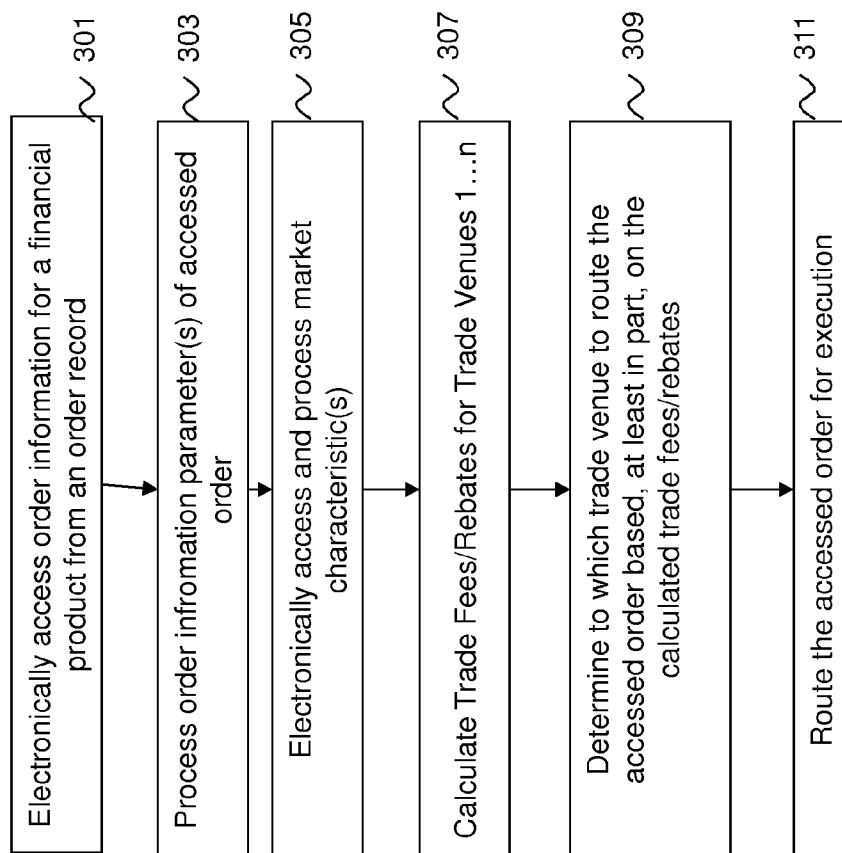 Electronically access order information for a financial
product from an order record
301
Process order infromation parameter(s) of accessed
order
303
Electronically access and process market
characteristic(s)
305
Calculate Trade Fees/Rebates for Trade Venues 1...n
307
Determine to which trade venue to route the
accessed order based, at least in part, on the
calculated trade fees/rebates
309
Route the accessed order for execution
311